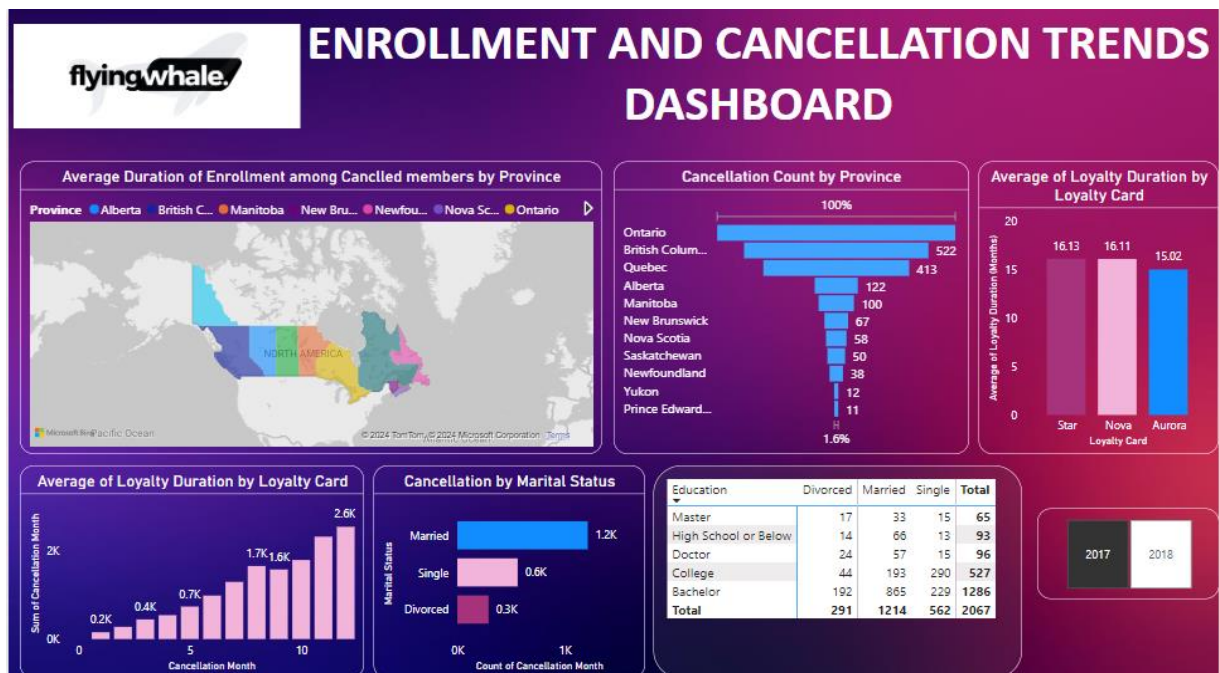 flyingwhale.
ENROLLMENT AND CANCELLATION TRENDS
DASHBOARD
Average Duration of Enrollment among Canclled members by Province
Province Alberta British C... Manitoba New Bru... Newfou... Nova Sc... Ontario
NORTH AMERICA
Microsoft Bing
Pacific Ocean
© 2024 TomTom, © 2024 Microsoft Corporation Terms
Cancellation Count by Province
100%
Ontario
British Colum... 522
Quebec 413
Alberta 122
Manitoba 100
New Brunswick 67
Nova Scotia 58
Saskatchewan 50
Newfoundland 38
Yukon 12
Prince Edward... 11
1.6%
Average of Loyalty Duration by
Loyalty Card
Average of Loyalty Duration (Months)
20
15
10
5
0
16.13 16.11 15.02
Star Nova Aurora
Loyalty Card
Average of Loyalty Duration by Loyalty Card
Sum of Cancellation Month
2K
0K
0.2K 0.4K 0.7K 1.7K 1.6K 2.6K
0 5 10
Cancellation Month
Cancellation by Marital Status
Marital Status
Married 1.2K
Single 0.6K
Divorced 0.3K
0K 1K
Count of Cancellation Month
Education Divorced Married Single Total
Master 17 33 15 65
High School or Below 14 66 13 93
Doctor 24 57 15 96
College 44 193 290 527
Bachelor 192 865 229 1286
Total 291 1214 562 2067
2017 2018